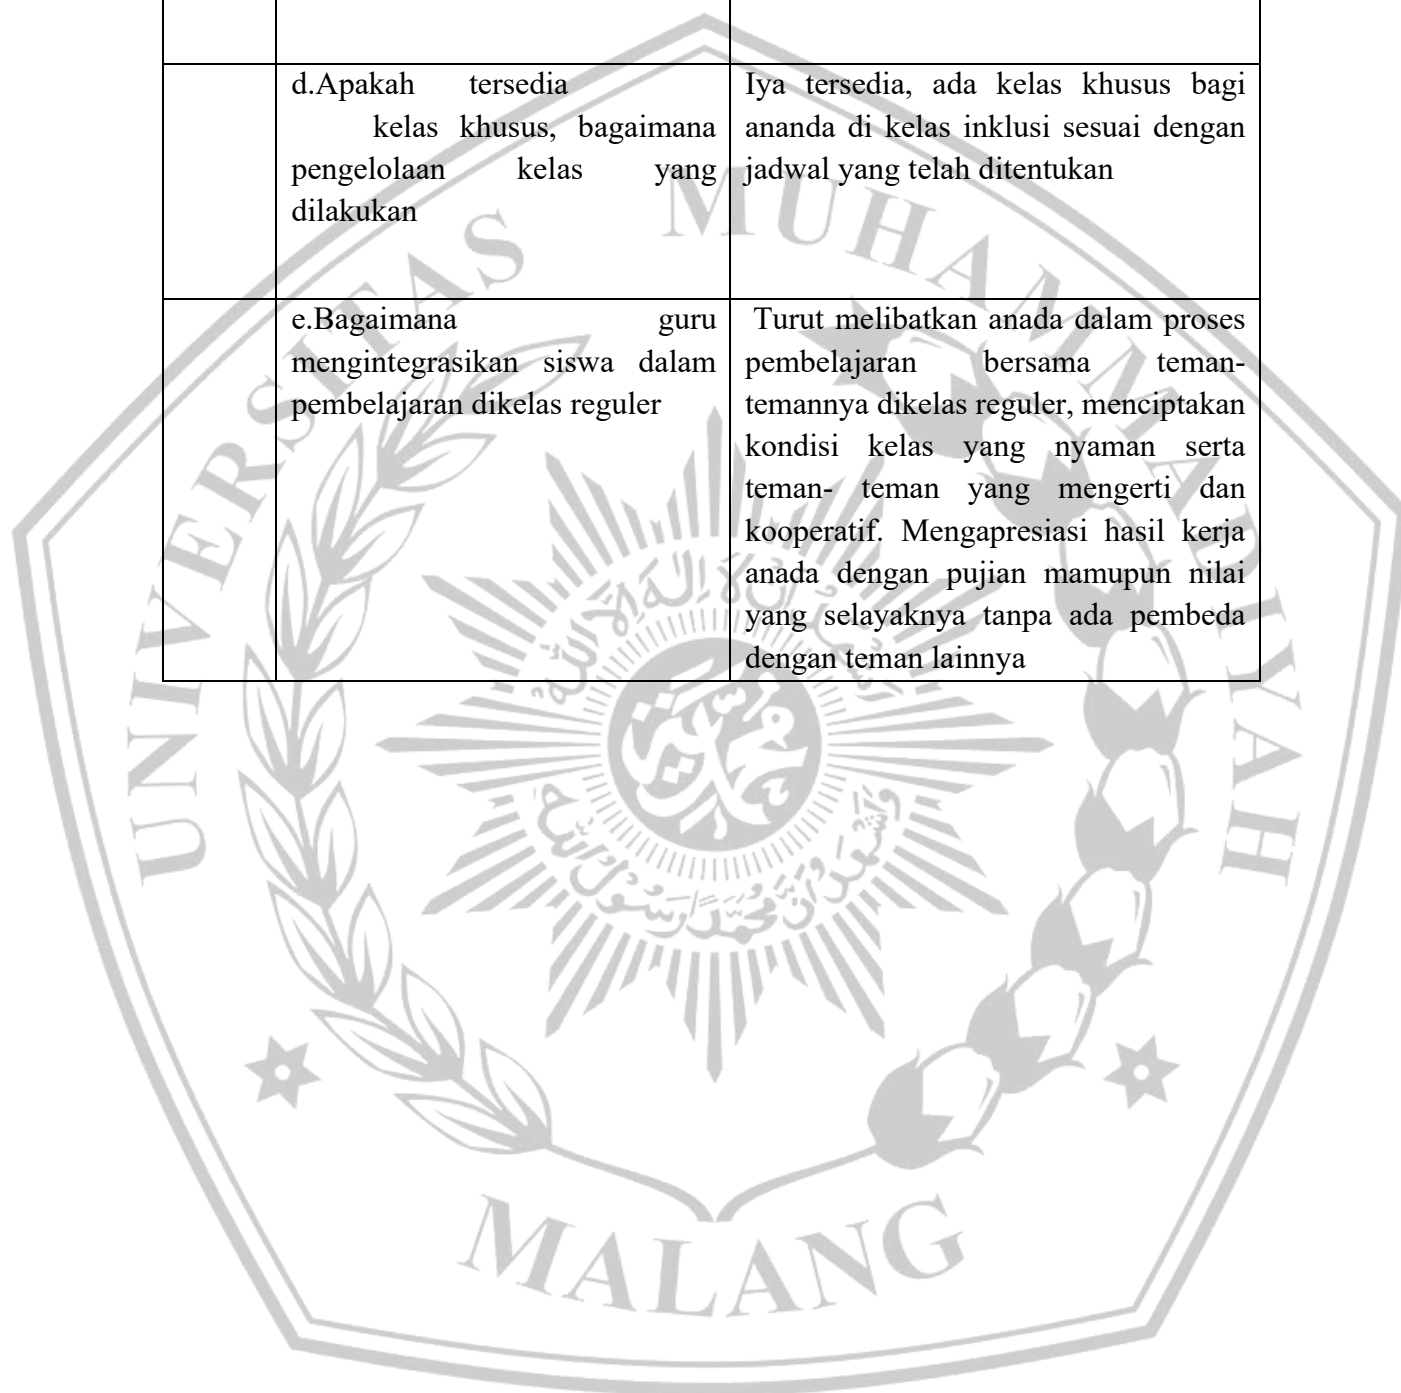 d.Apakah tersedia
kelas khusus, bagaimana
pengelolaan kelas yang
dilakukan
Iya tersedia, ada kelas khusus bagi
ananda di kelas inklusi sesuai dengan
jadwal yang telah ditentukan
e.Bagaimana guru
mengintegrasikan siswa dalam
pembelajaran dikelas reguler
Turut melibatkan anada dalam proses
pembelajaran bersama teman-
temannya dikelas reguler, menciptakan
kondisi kelas yang nyaman serta
teman- teman yang mengerti dan
kooperatif. Mengapresiasi hasil kerja
anada dengan pujian mamupun nilai
yang selayaknya tanpa ada pembeda
dengan teman lainnya
UNIVERSITAS MUHAMMADIYAH
MALANG